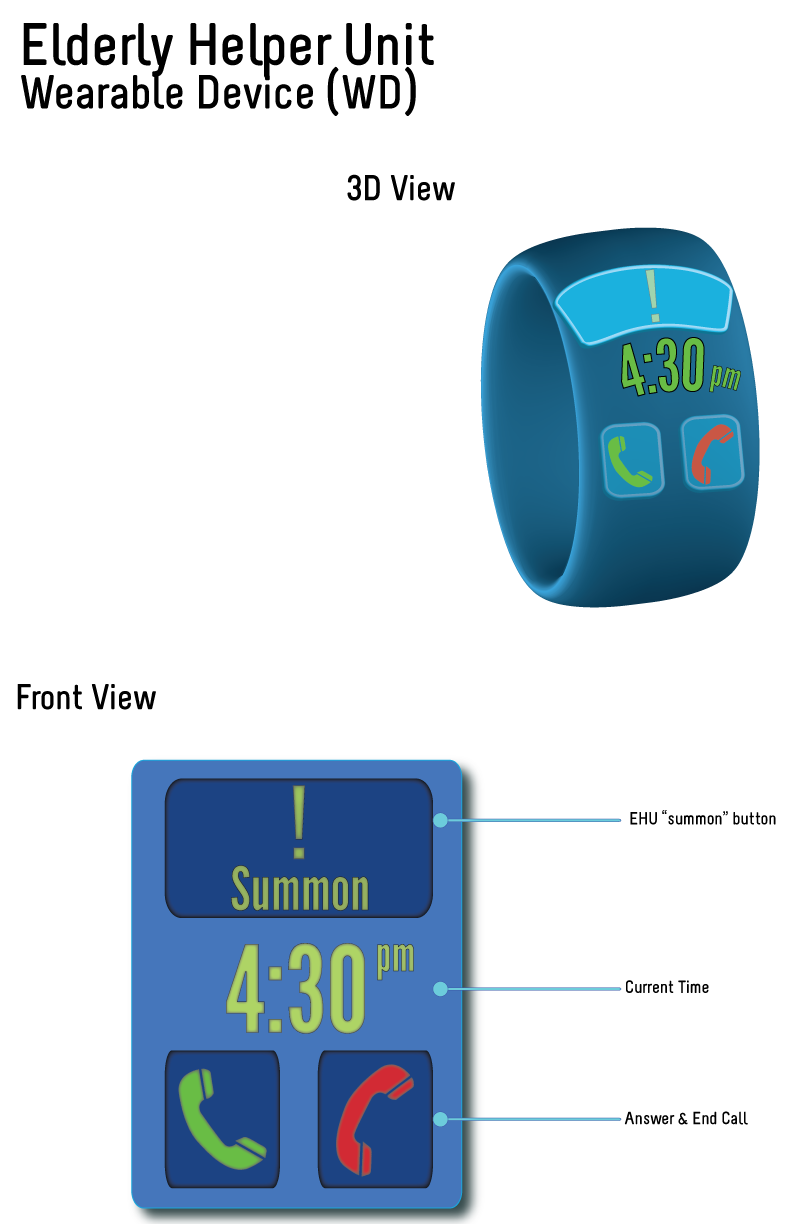 Elderly Helper Unit
Wearable Device (WD)
3D View
!
4:30 pm
Front View
!
Summon
4:30 pm
EHU “summon” button
Current Time
Answer & End Call